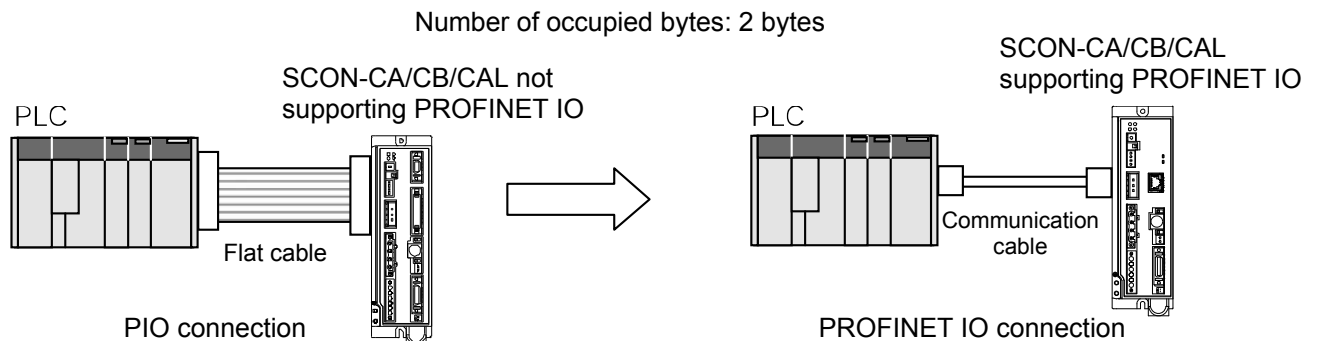 Number of occupied bytes: 2 bytes
SCON-CA/CB/CAL not
supporting PROFINET IO
PLC
Flat cable
PIO connection
SCON-CA/CB/CAL
supporting PROFINET IO
PLC
Communication
cable
PROFINET IO connection